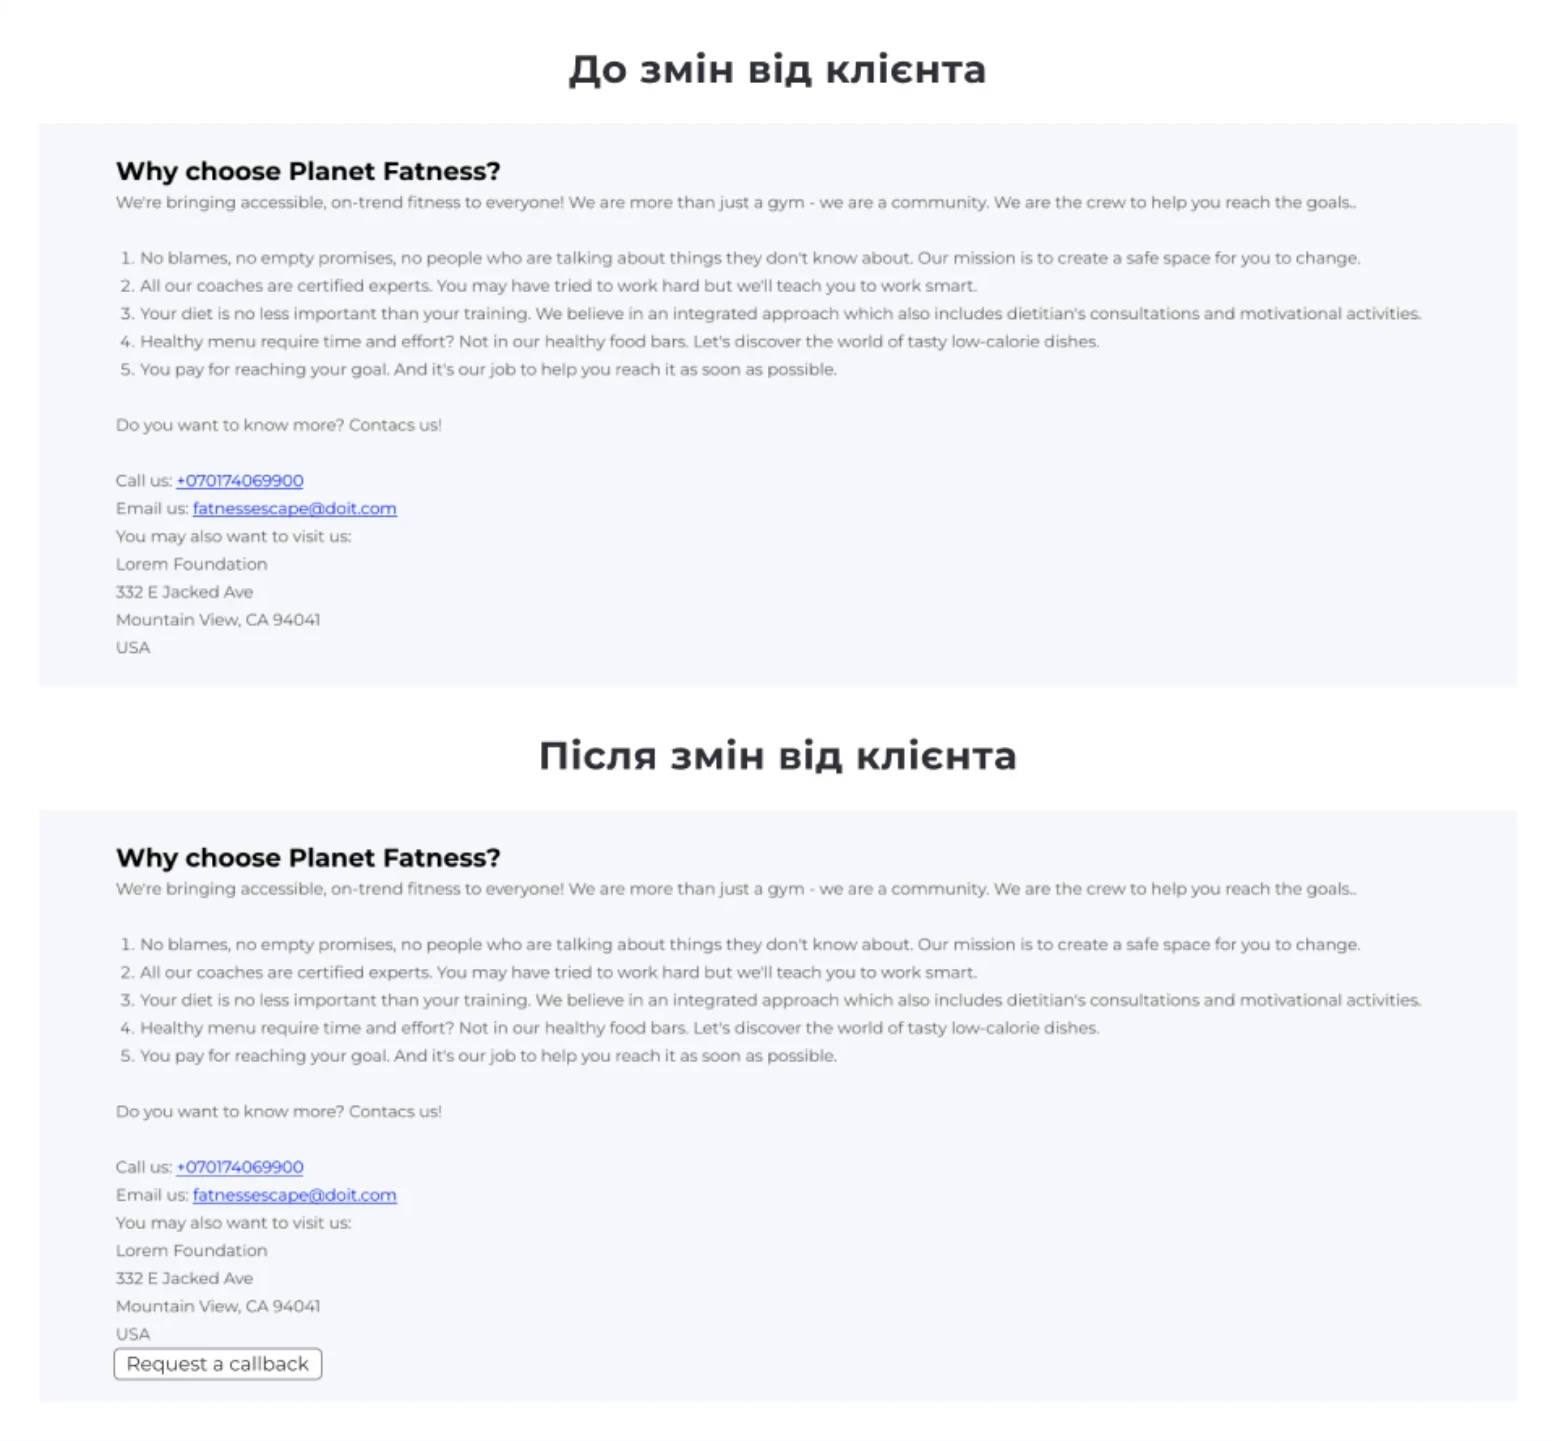 До змін від клієнта
Why choose Planet Fatness?
We're bringing accessible, on-trend fitness to everyone! We are more than just a gym - we are a community. We are the crew to help you reach the goals..
1. No blames, no empty promises, no people who are talking about things they don't know about. Our mission is to create a safe space for you to change.
2. All our coaches are certified experts. You may have tried to work hard but we'll teach you to work smart.
3. Your diet is no less important than your training. We believe in an integrated approach which also includes dietitian's consultations and motivational activities.
4. Healthy menu require time and effort? Not in our healthy food bars. Let's discover the world of tasty low-calorie dishes.
5. You pay for reaching your goal. And it's our job to help you reach it as soon as possible.
Do you want to know more? Contacs us!
Call us: +070174069900
Email us: fatnessescape@doit.com
You may also want to visit us:
Lorem Foundation
332 E Jacked Ave
Mountain View, CA 94041
USA
Після змін від клієнта
Why choose Planet Fatness?
We're bringing accessible, on-trend fitness to everyone! We are more than just a gym - we are a community. We are the crew to help you reach the goals..
1. No blames, no empty promises, no people who are talking about things they don't know about. Our mission is to create a safe space for you to change.
2. All our coaches are certified experts. You may have tried to work hard but we'll teach you to work smart.
3. Your diet is no less important than your training. We believe in an integrated approach which also includes dietitian's consultations and motivational activities.
4. Healthy menu require time and effort? Not in our healthy food bars. Let's discover the world of tasty low-calorie dishes.
5. You pay for reaching your goal. And it's our job to help you reach it as soon as possible.
Do you want to know more? Contacs us!
Call us: +070174069900
Email us: fatnessescape@doit.com
You may also want to visit us:
Lorem Foundation
332 E Jacked Ave
Mountain View, CA 94041
USA
Request a callback